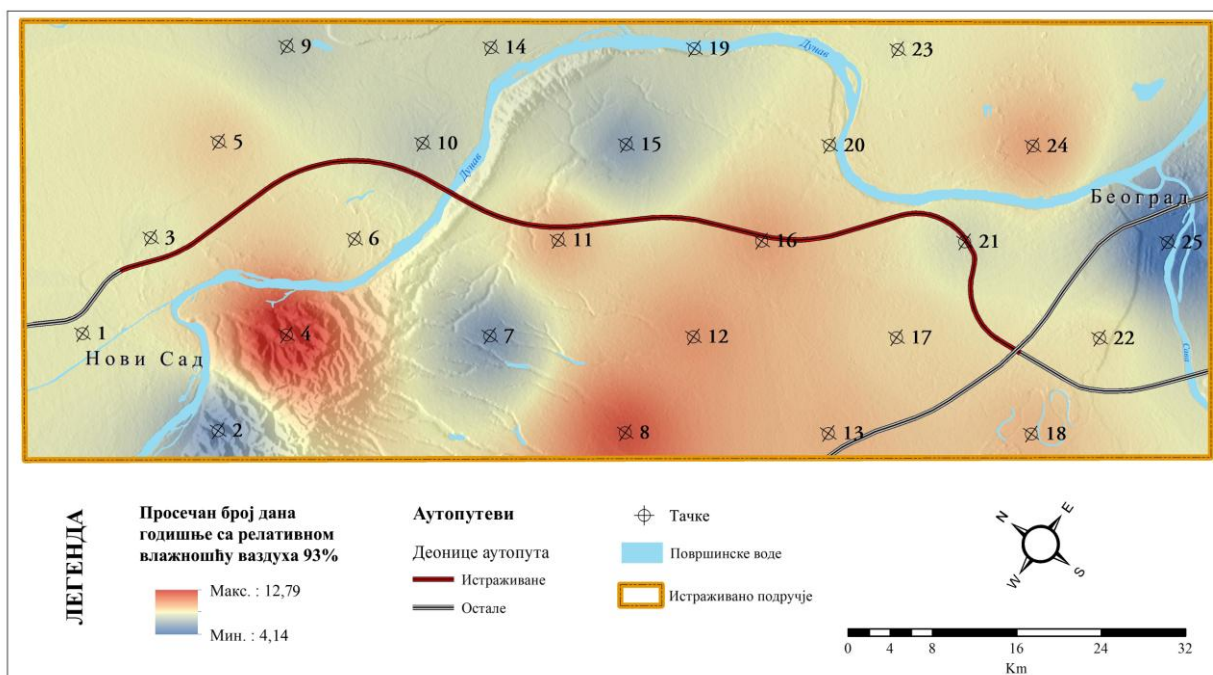 9
14
19
Дунав
23
5
10
15
20
24
Дунав
Београд
3
6
11
16
21
25
1
4
7
12
17
22
Нови Сад
Сава
2
8
13
18
ЛЕГЕНДА
Просечан број дана
годишње са релативном
влажношћу ваздуха 93%
Макс. : 12,79
Мин. : 4,14
Аутопутеви
Деонице аутопута
Истраживане
Остале
Тачке
Површинске воде
Истраживано подручје
N
E
W
S
0 4 8 16 24 32
Km